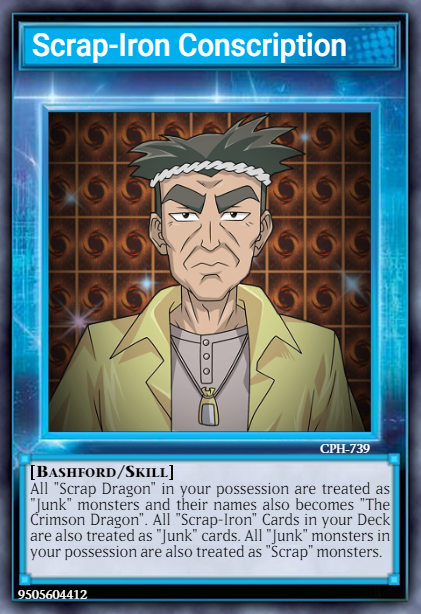 Scrap-Iron Conscription
CPH-739
[Bashford/Skill]
All "Scrap Dragon" in your possession are treated as
"Junk" monsters and their names also becomes "The
Crimson Dragon". All "Scrap-Iron" Cards in your Deck
are also treated as "Junk" cards. All "Junk" monsters in
your possession are also treated as "Scrap" monsters.
9505604412